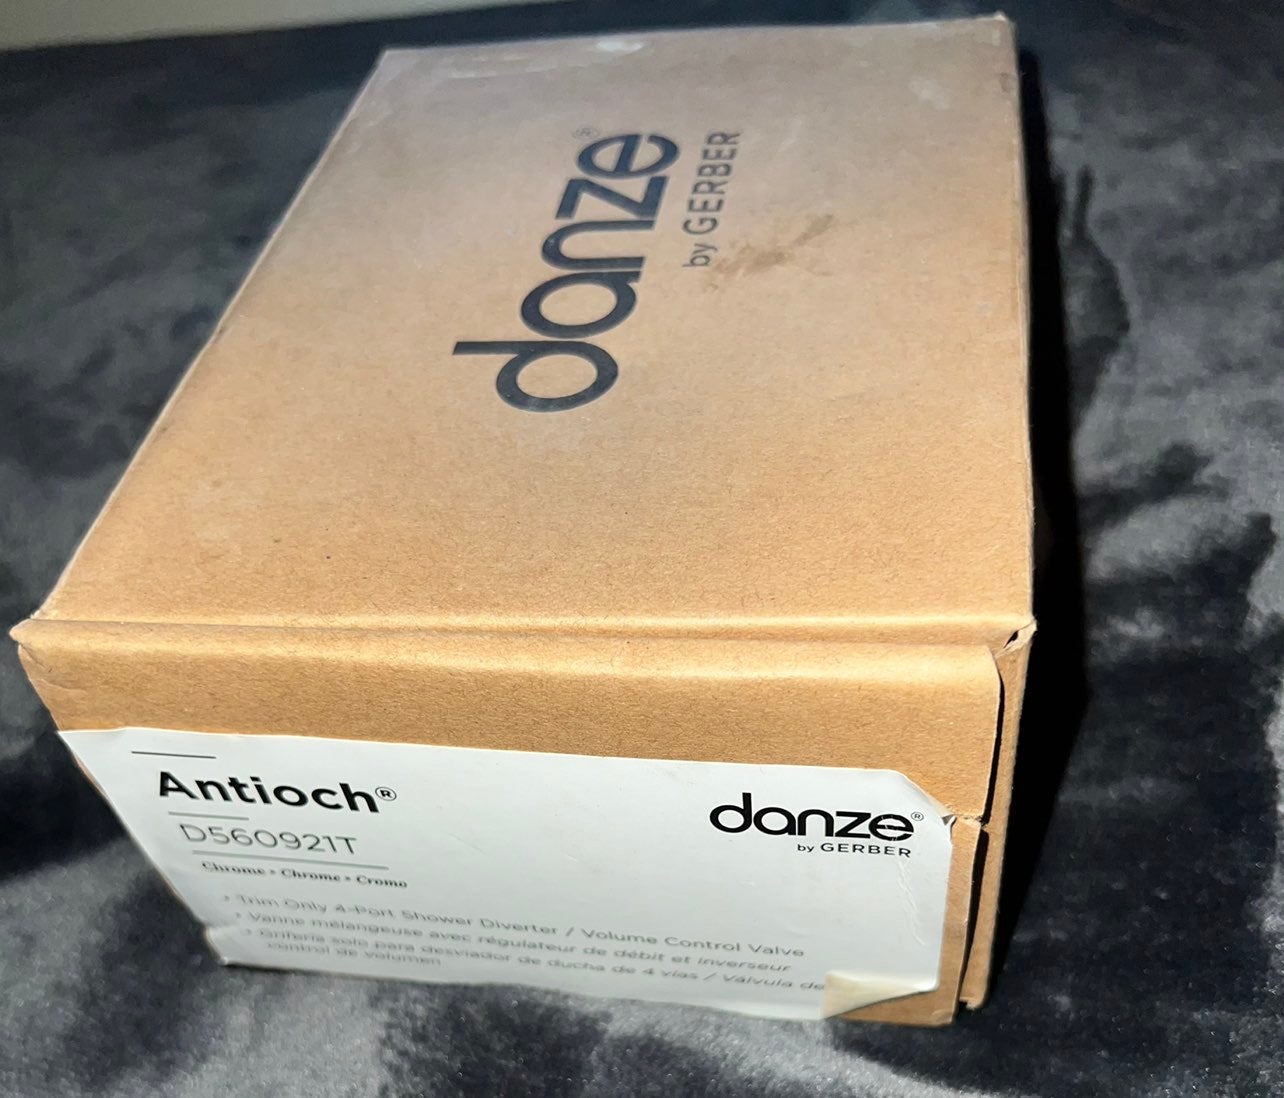 danze®
by GERBER
Antioch®
D560921T
Chrome • Chrome • Cromo
danze®
by GERBER
› Trim Only 4-Port Shower Diverter / Volume Control Valve
› Vanne mélangeuse avec régulateur de débit et inverseur
› Grifería solo para desviador de ducha de 4 vías / Válvula de
control de volumen